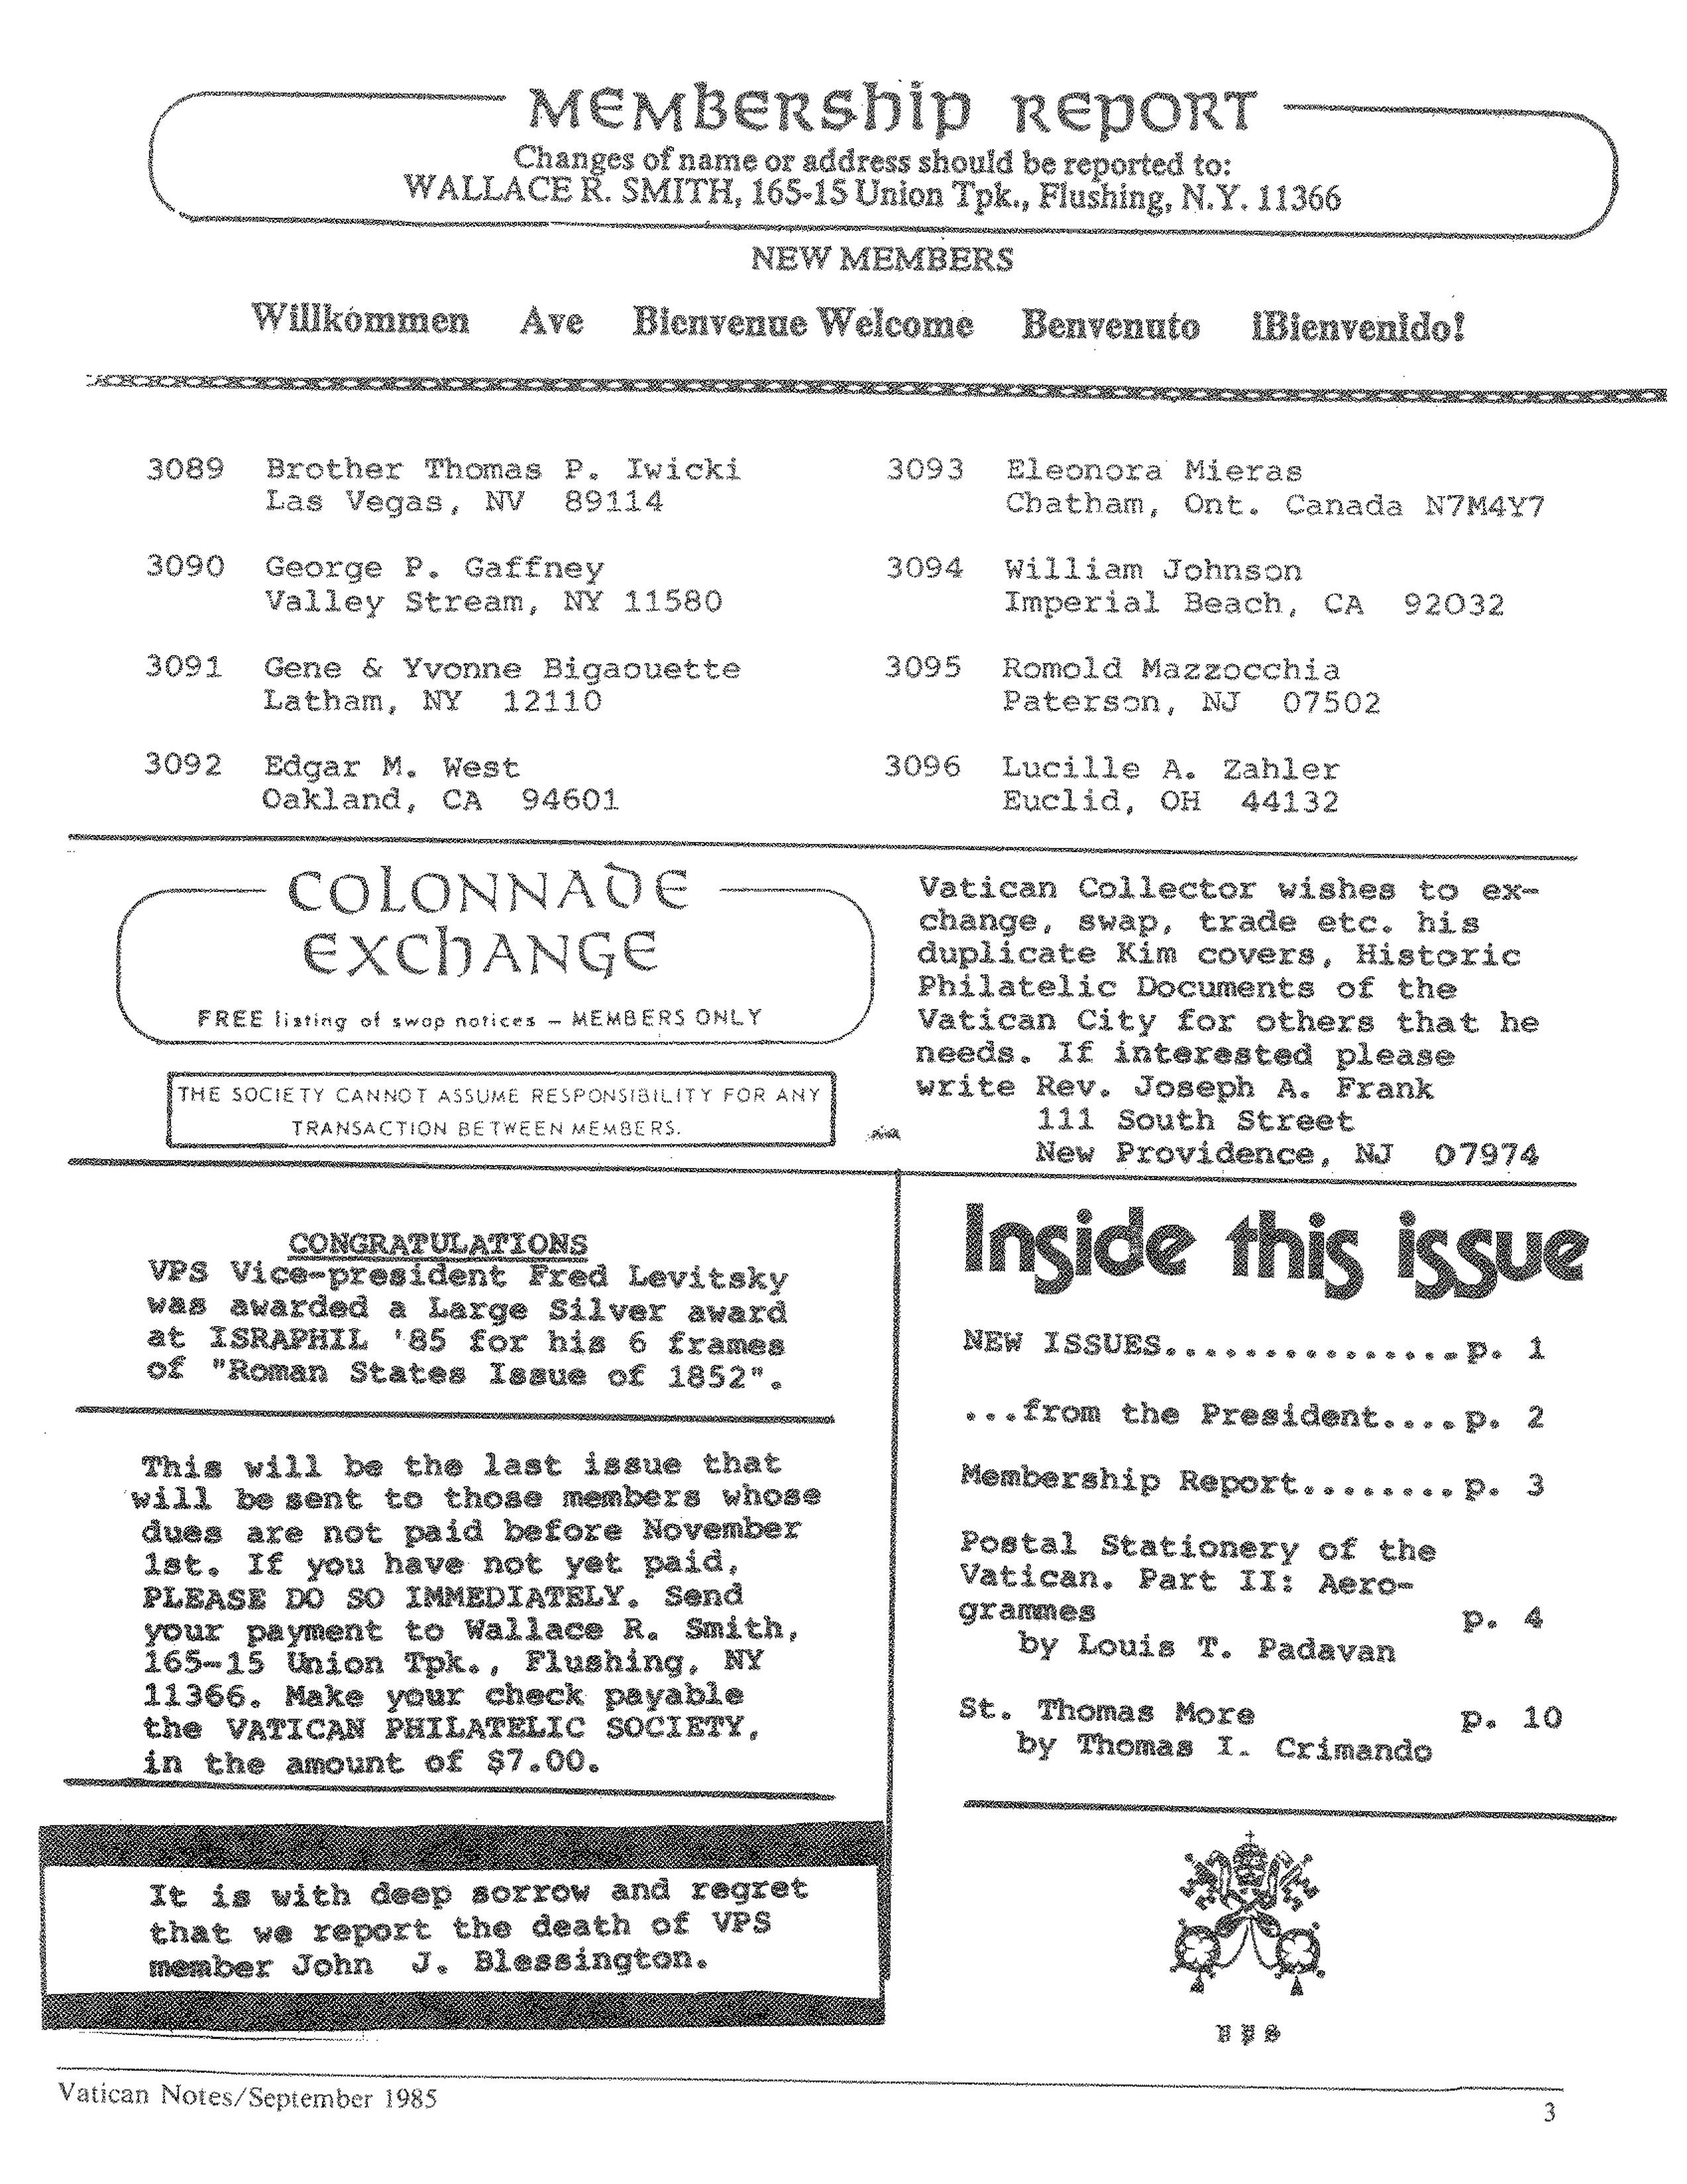 MEMBERSHIP REPORT
Changes of name or address should be reported to:
WALLACE R. SMITH, 165-15 Union Tpk., Flushing, N.Y. 11366
NEW MEMBERS
Willkommen Ave Bienvenue Welcome Benvenuto ¡Bienvenido!
3089 Brother Thomas P. Iwicki
Las Vegas, NV 89114
3090 George P. Gaffney
Valley Stream, NY 11580
3091 Gene & Yvonne Bigaouette
Latham, NY 12110
3092 Edgar M. West
Oakland, CA 94601
3093 Eleonora Mieras
Chatham, Ont. Canada N7M4Y7
3094 William Johnson
Imperial Beach, CA 92032
3095 Romold Mazzocchia
Paterson, NJ 07502
3096 Lucille A. Zahler
Euclid, OH 44132
COLONNADE
EXCHANGE
FREE listing of swap notices – MEMBERS ONLY
THE SOCIETY CANNOT ASSUME RESPONSIBILITY FOR ANY
TRANSACTION BETWEEN MEMBERS.
Vatican Collector wishes to ex-
change, swap, trade etc. his
duplicate Kim covers, Historic
Philatelic Documents of the
Vatican City for others that he
needs. If interested please
write Rev. Joseph A. Frank
111 South Street
New Providence, NJ 07974
CONGRATULATIONS
VPS Vice-president Fred Levitsky
was awarded a Large Silver award
at ISRAPHIL '85 for his 6 frames
of "Roman States Issue of 1852".
This will be the last issue that
will be sent to those members whose
dues are not paid before November
1st. If you have not yet paid,
PLEASE DO SO IMMEDIATELY. Send
your payment to Wallace R. Smith,
165-15 Union Tpk., Flushing, NY
11366. Make your check payable
the VATICAN PHILATELIC SOCIETY,
in the amount of $7.00.
It is with deep sorrow and regret
that we report the death of VPS
member John J. Blessington.
Inside this issue
NEW ISSUES...............p. 1
...from the President....p. 2
Membership Report........p. 3
Postal Stationery of the
Vatican. Part II: Aero-
grammes p. 4
by Louis T. Padavan
St. Thomas More p. 10
by Thomas I. Crimando
Vatican Notes/September 1985
3